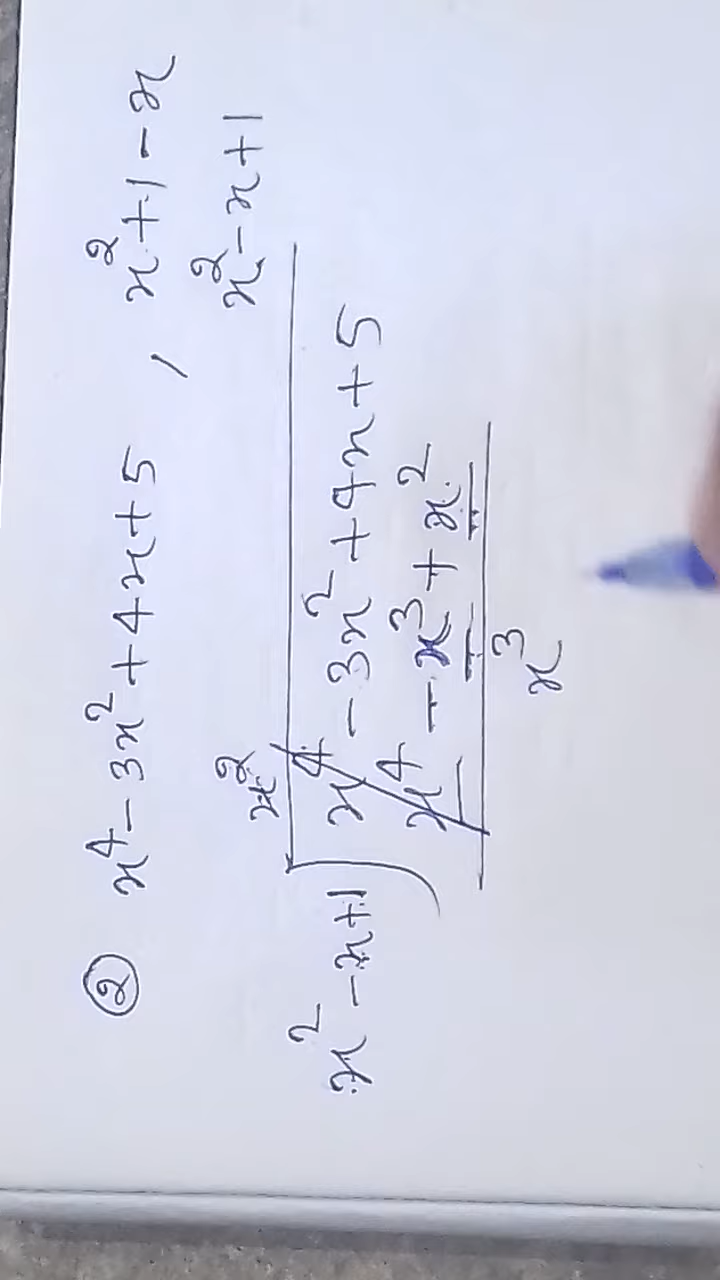 ② x⁴ - 3x² + 4x + 5 , x² + 1 - x
x² - x + 1
x²
x² - x + 1 ) x⁴ - 3x² + 4x + 5
x⁴ - x³ + x²
x³